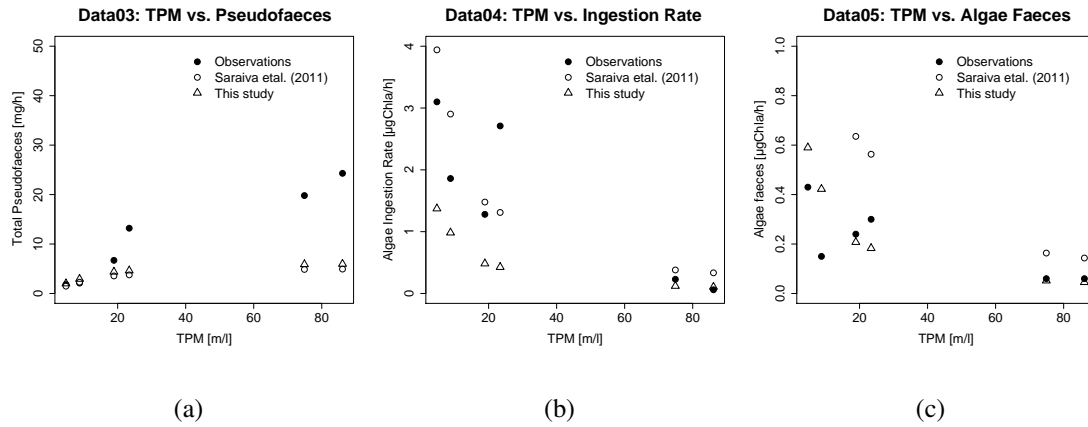 Data03: TPM vs. Pseudofaeces
Total Pseudofaeces [mg/h]
50
40
30
20
10
0
Observations
Saraiva etal. (2011)
This study
20 40 60 80
TPM [m/l]
(a)
Data04: TPM vs. Ingestion Rate
Algae Ingestion Rate [µgChla/h]
4
3
2
1
0
Observations
Saraiva etal. (2011)
This study
20 40 60 80
TPM [m/l]
(b)
Data05: TPM vs. Algae Faeces
Algae faeces [µgChla/h]
1.0
0.8
0.6
0.4
0.2
0.0
Observations
Saraiva etal. (2011)
This study
20 40 60 80
TPM [m/l]
(c)